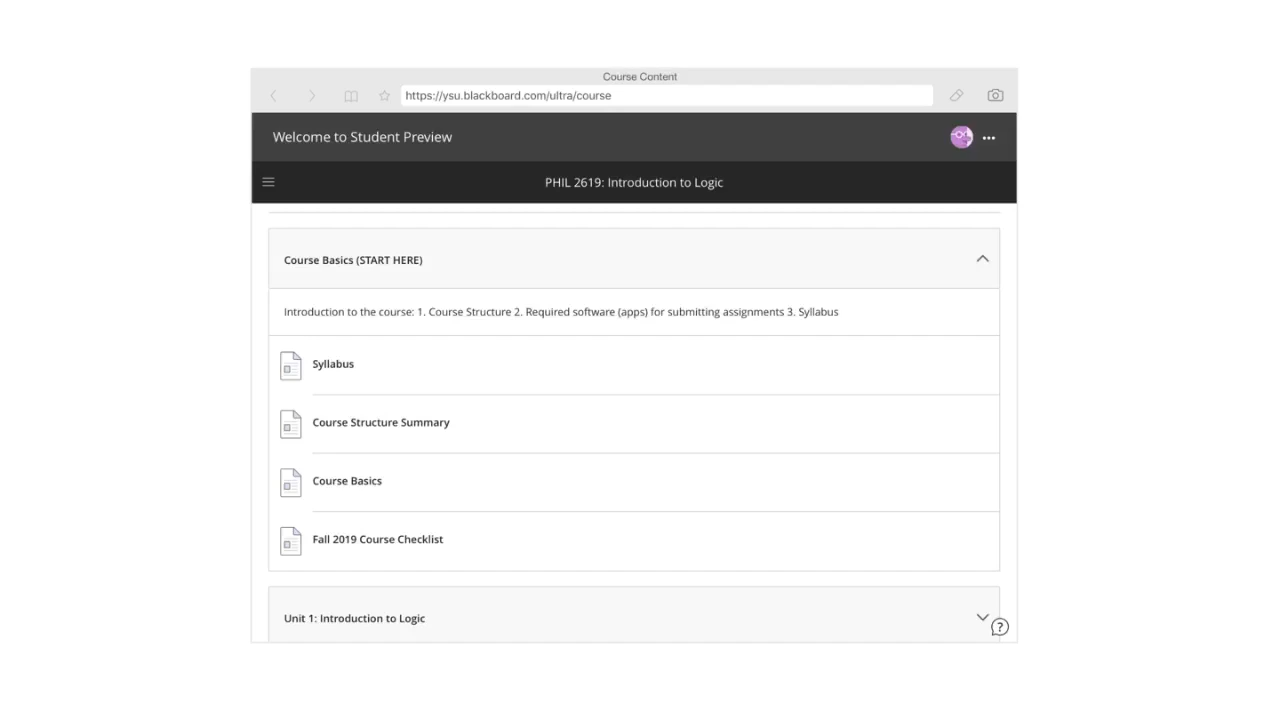 Course Content
https://ysu.blackboard.com/ultra/course
Welcome to Student Preview
PHIL 2619: Introduction to Logic
Course Basics (START HERE)
Introduction to the course: 1. Course Structure 2. Required software (apps) for submitting assignments 3. Syllabus
Syllabus
Course Structure Summary
Course Basics
Fall 2019 Course Checklist
Unit 1: Introduction to Logic